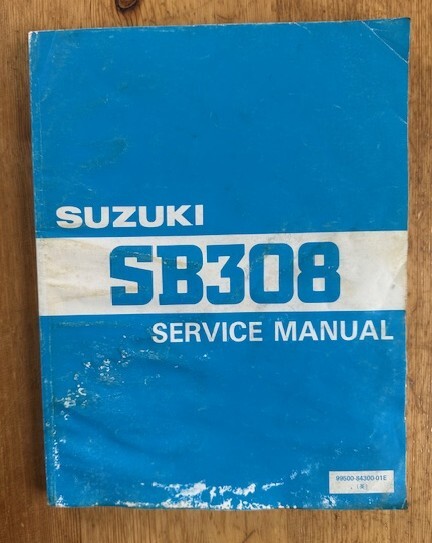 SUZUKI
SB308
SERVICE MANUAL
99500-84300-01E